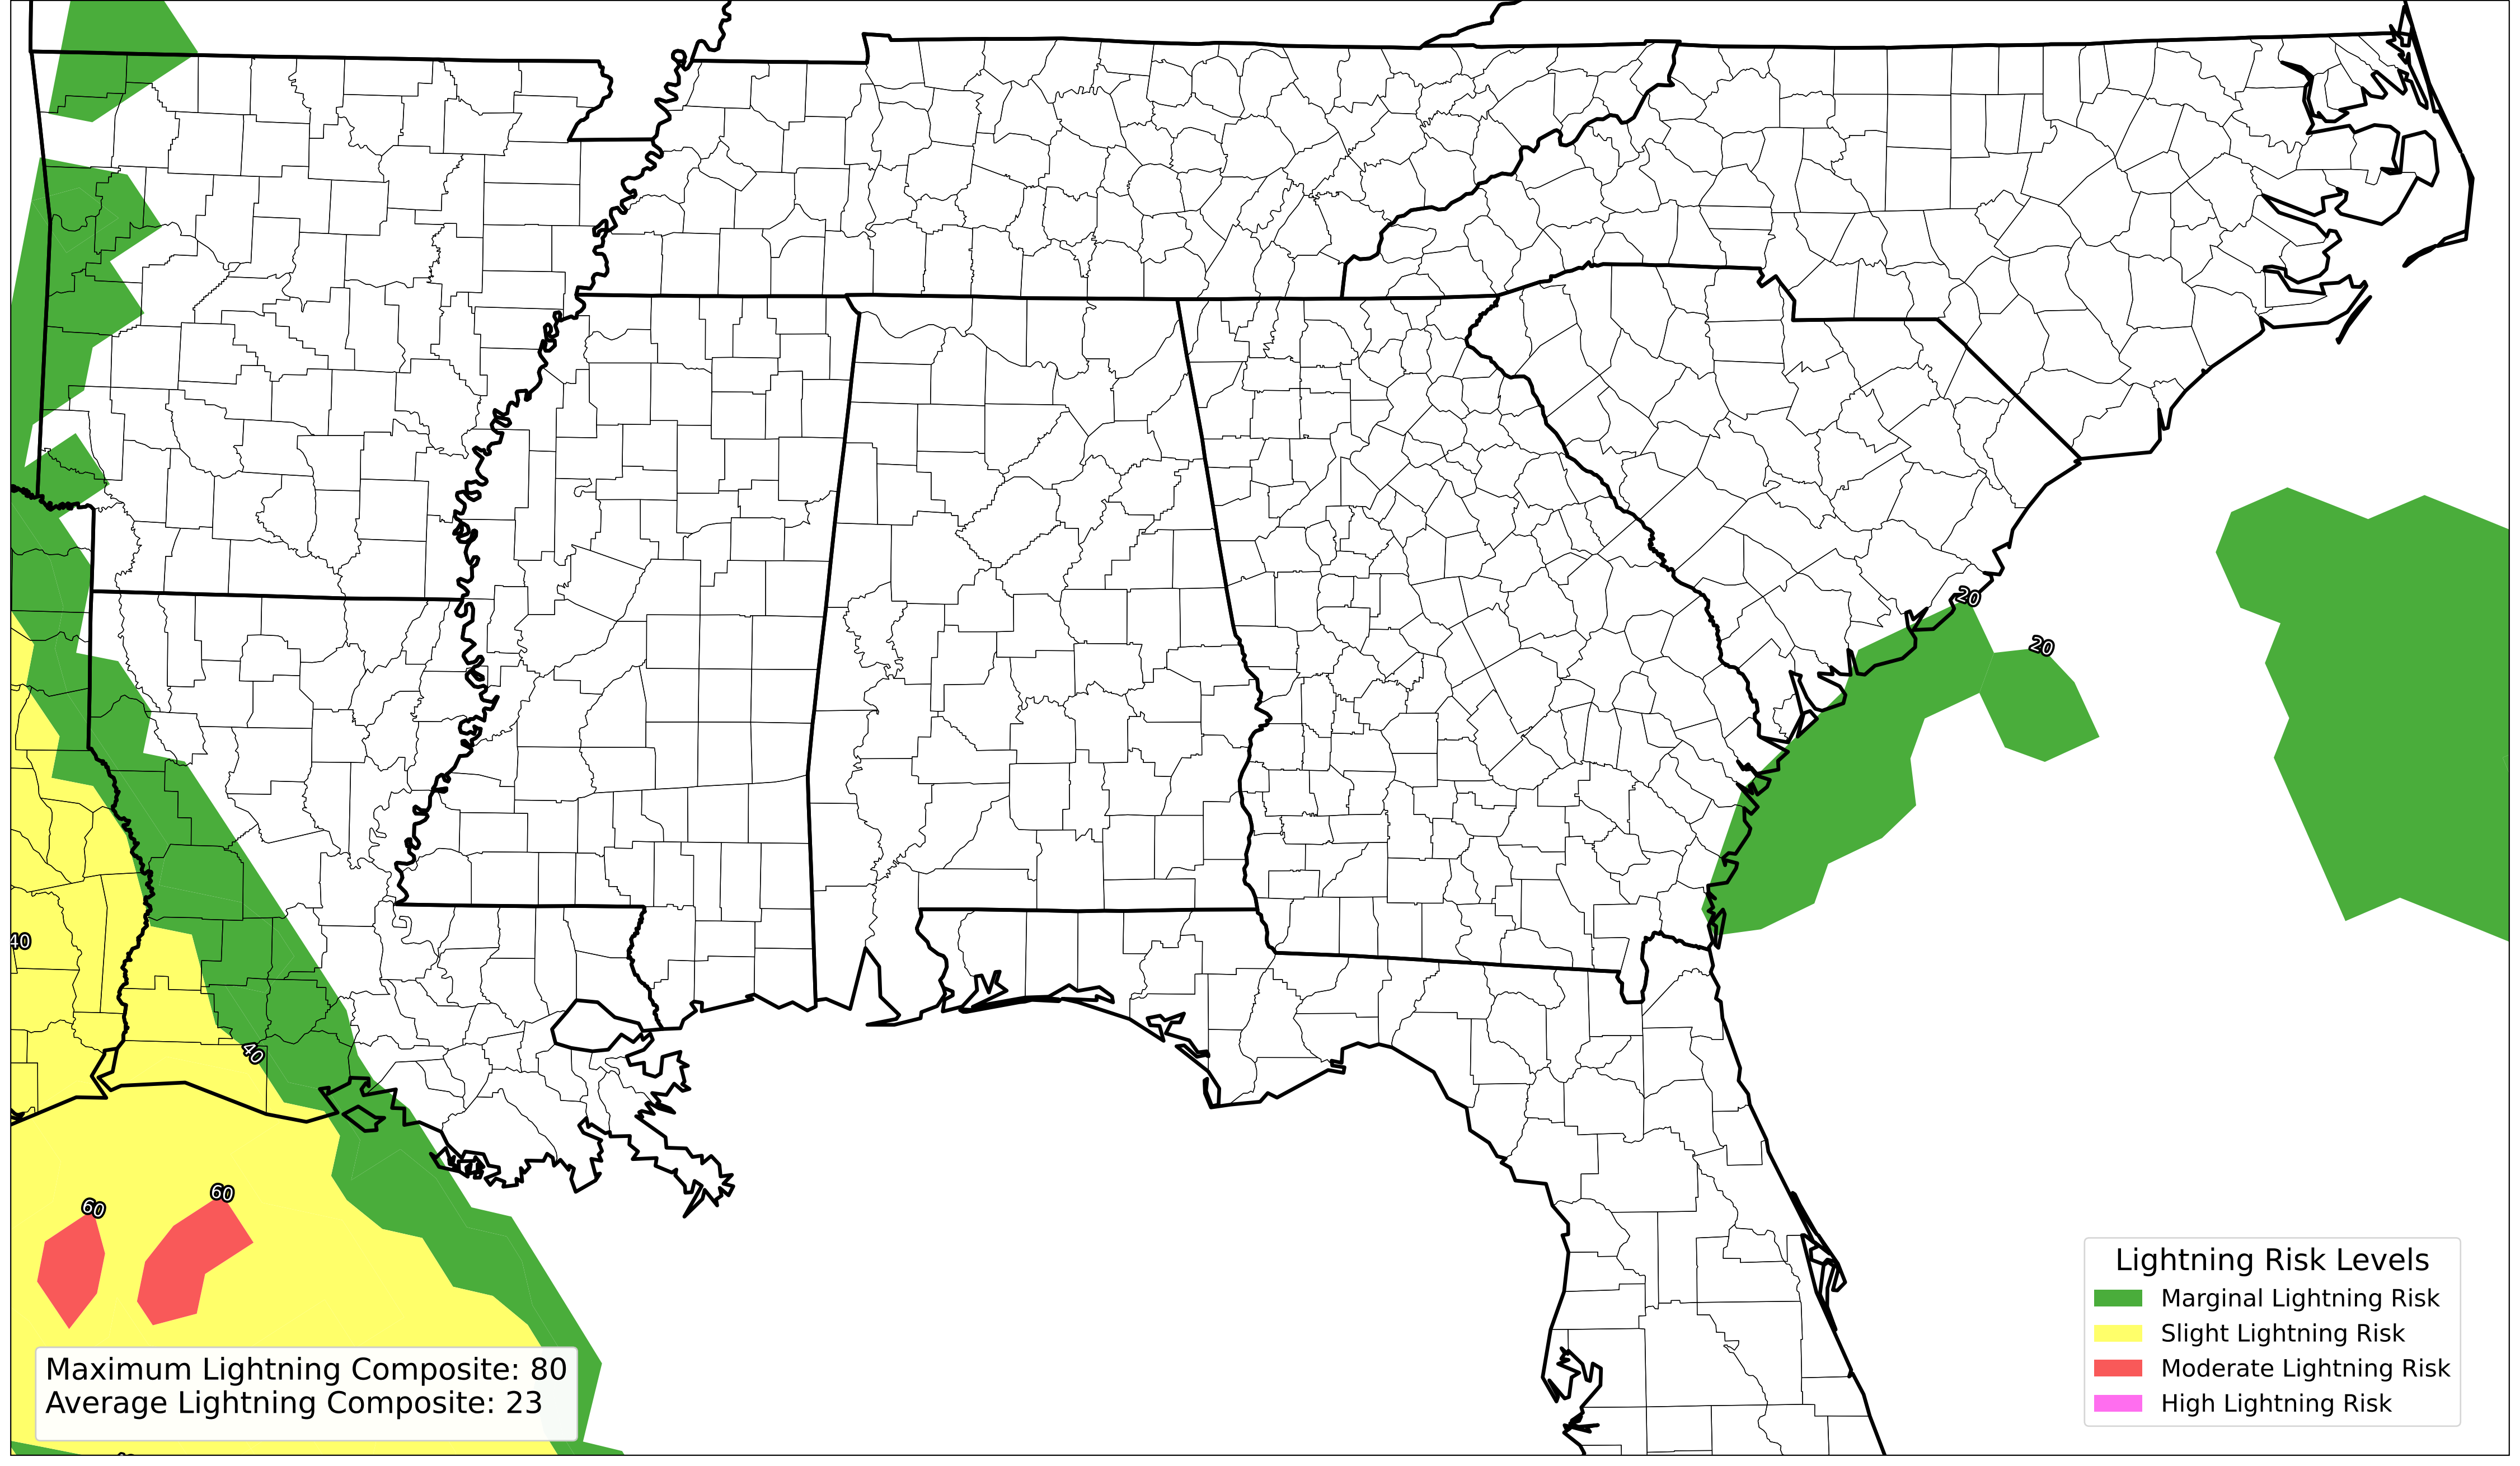 20
20
40
40
60
60
Lightning Risk Levels
Marginal Lightning Risk
Slight Lightning Risk
Moderate Lightning Risk
High Lightning Risk
Maximum Lightning Composite: 80
Average Lightning Composite: 23